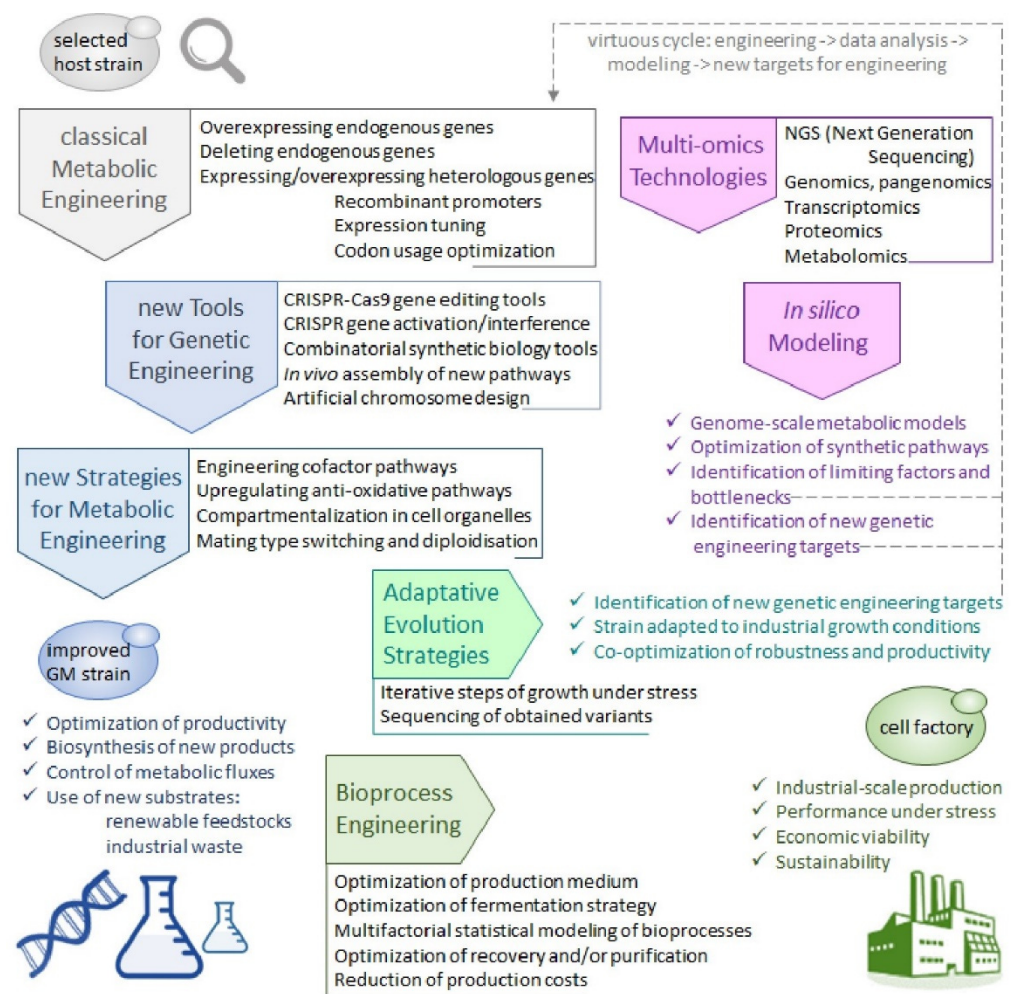 selected
host strain
virtuous cycle: engineering -> data analysis ->
modeling -> new targets for engineering
classical
Metabolic
Engineering
Overexpressing endogenous genes
Deleting endogenous genes
Expressing/overexpressing heterologous genes
Recombinant promoters
Expression tuning
Codon usage optimization
Multi-omics
Technologies
NGS (Next Generation
Sequencing)
Genomics, pangenomics
Transcriptomics
Proteomics
Metabolomics
new Tools
for Genetic
Engineering
CRISPR-Cas9 gene editing tools
CRISPR gene activation/interference
Combinatorial synthetic biology tools
In vivo assembly of new pathways
Artificial chromosome design
In silico
Modeling
✓ Genome-scale metabolic models
✓ Optimization of synthetic pathways
✓ Identification of limiting factors and
bottlenecks
✓ Identification of new genetic
engineering targets
new Strategies
for Metabolic
Engineering
Engineering cofactor pathways
Upregulating anti-oxidative pathways
Compartmentalization in cell organelles
Mating type switching and diploidisation
Adaptative
Evolution
Strategies
✓ Identification of new genetic engineering targets
✓ Strain adapted to industrial growth conditions
✓ Co-optimization of robustness and productivity
Iterative steps of growth under stress
Sequencing of obtained variants
improved
GM strain
✓ Optimization of productivity
✓ Biosynthesis of new products
✓ Control of metabolic fluxes
✓ Use of new substrates:
renewable feedstocks
industrial waste
cell factory
✓ Industrial-scale production
✓ Performance under stress
✓ Economic viability
✓ Sustainability
Bioprocess
Engineering
Optimization of production medium
Optimization of fermentation strategy
Multifactorial statistical modeling of bioprocesses
Optimization of recovery and/or purification
Reduction of production costs